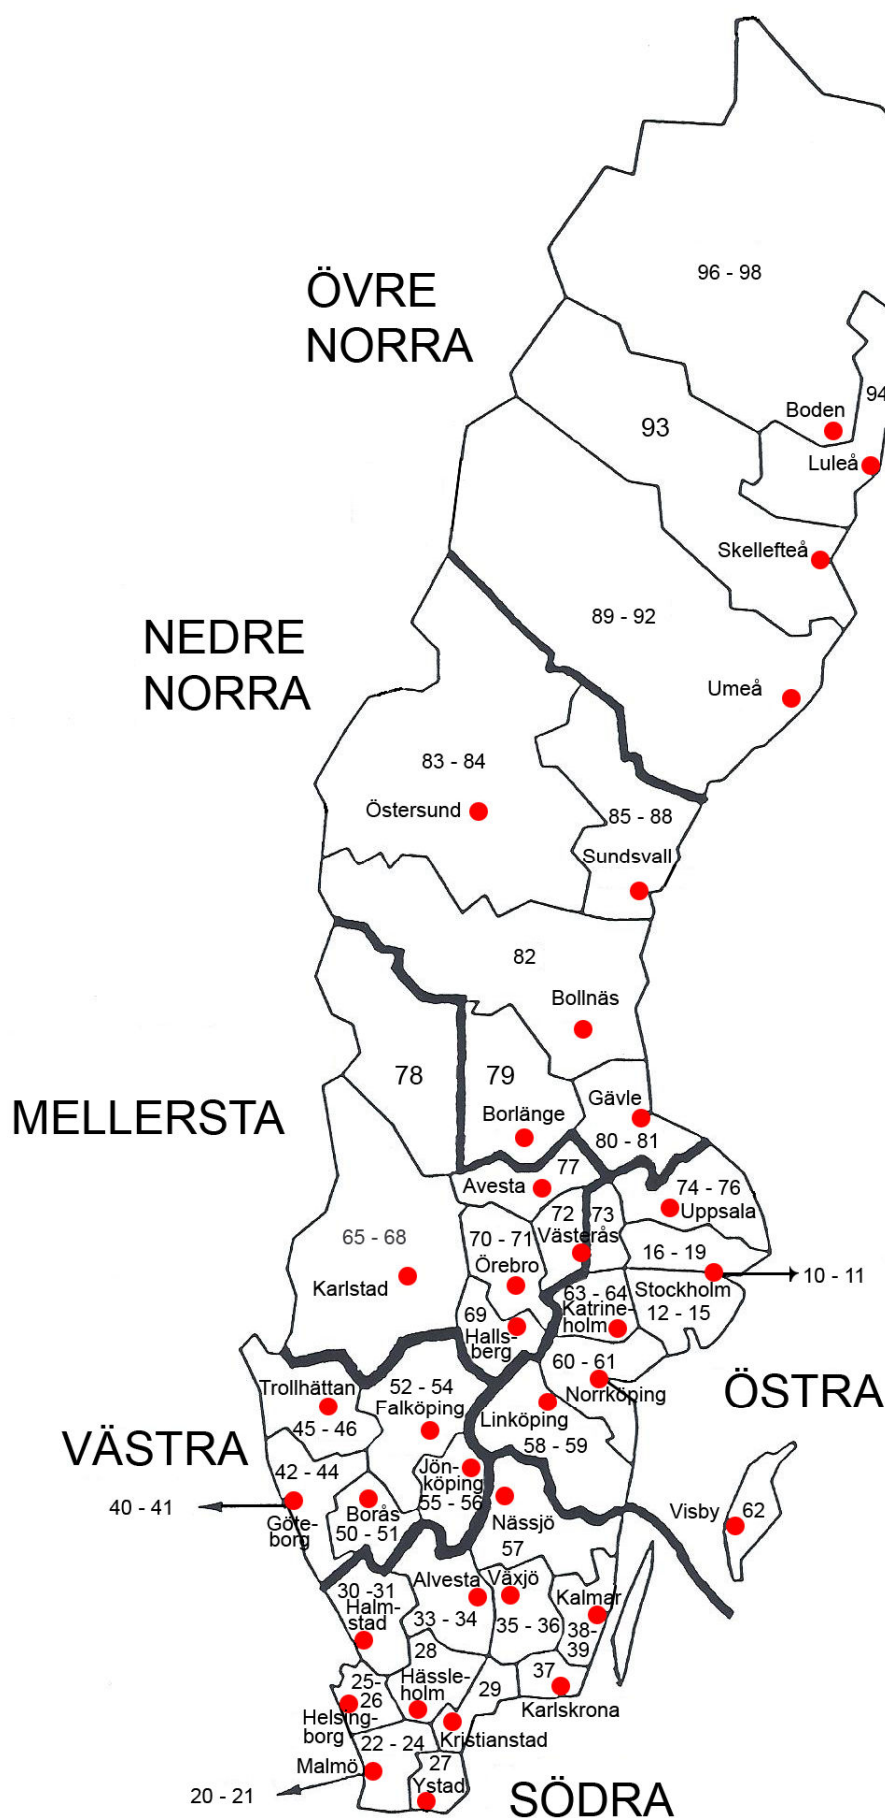 96 - 98
ÖVRE
NORRA
94
Boden
93
Luleå
Skellefteå
89 - 92
NEDRE
NORRA
Umeå
83 - 84
Östersund
85 - 88
Sundsvall
82
Bollnäs
78
79
MELLERSTA
Gävle
Borlänge
80 - 81
77
Avesta
74 - 76
Uppsala
72
73
70 - 71
Västerås
65 - 68
16 - 19
Örebro
Karlstad
Stockholm
10 - 11
63 - 64
Katrine-
holm
12 - 15
69
Halls-
berg
60 - 61
Norrköping
ÖSTRA
Trollhättan
52 - 54
Falköping
Linköping
45 - 46
58 - 59
VÄSTRA
42 - 44
Jön-
köping
55 - 56
40 - 41
Göte-
borg
Borås
50 - 51
Visby
62
Nässjö
57
30 -31
Halm-
stad
Alvesta
33 - 34
Växjö
35 - 36
Kalmar
38-
39
28
Hässle-
holm
25-
26
Helsing-
borg
29
37
Karlskrona
Kristianstad
22 - 24
Malmö
27
Ystad
20 - 21
SÖDRA